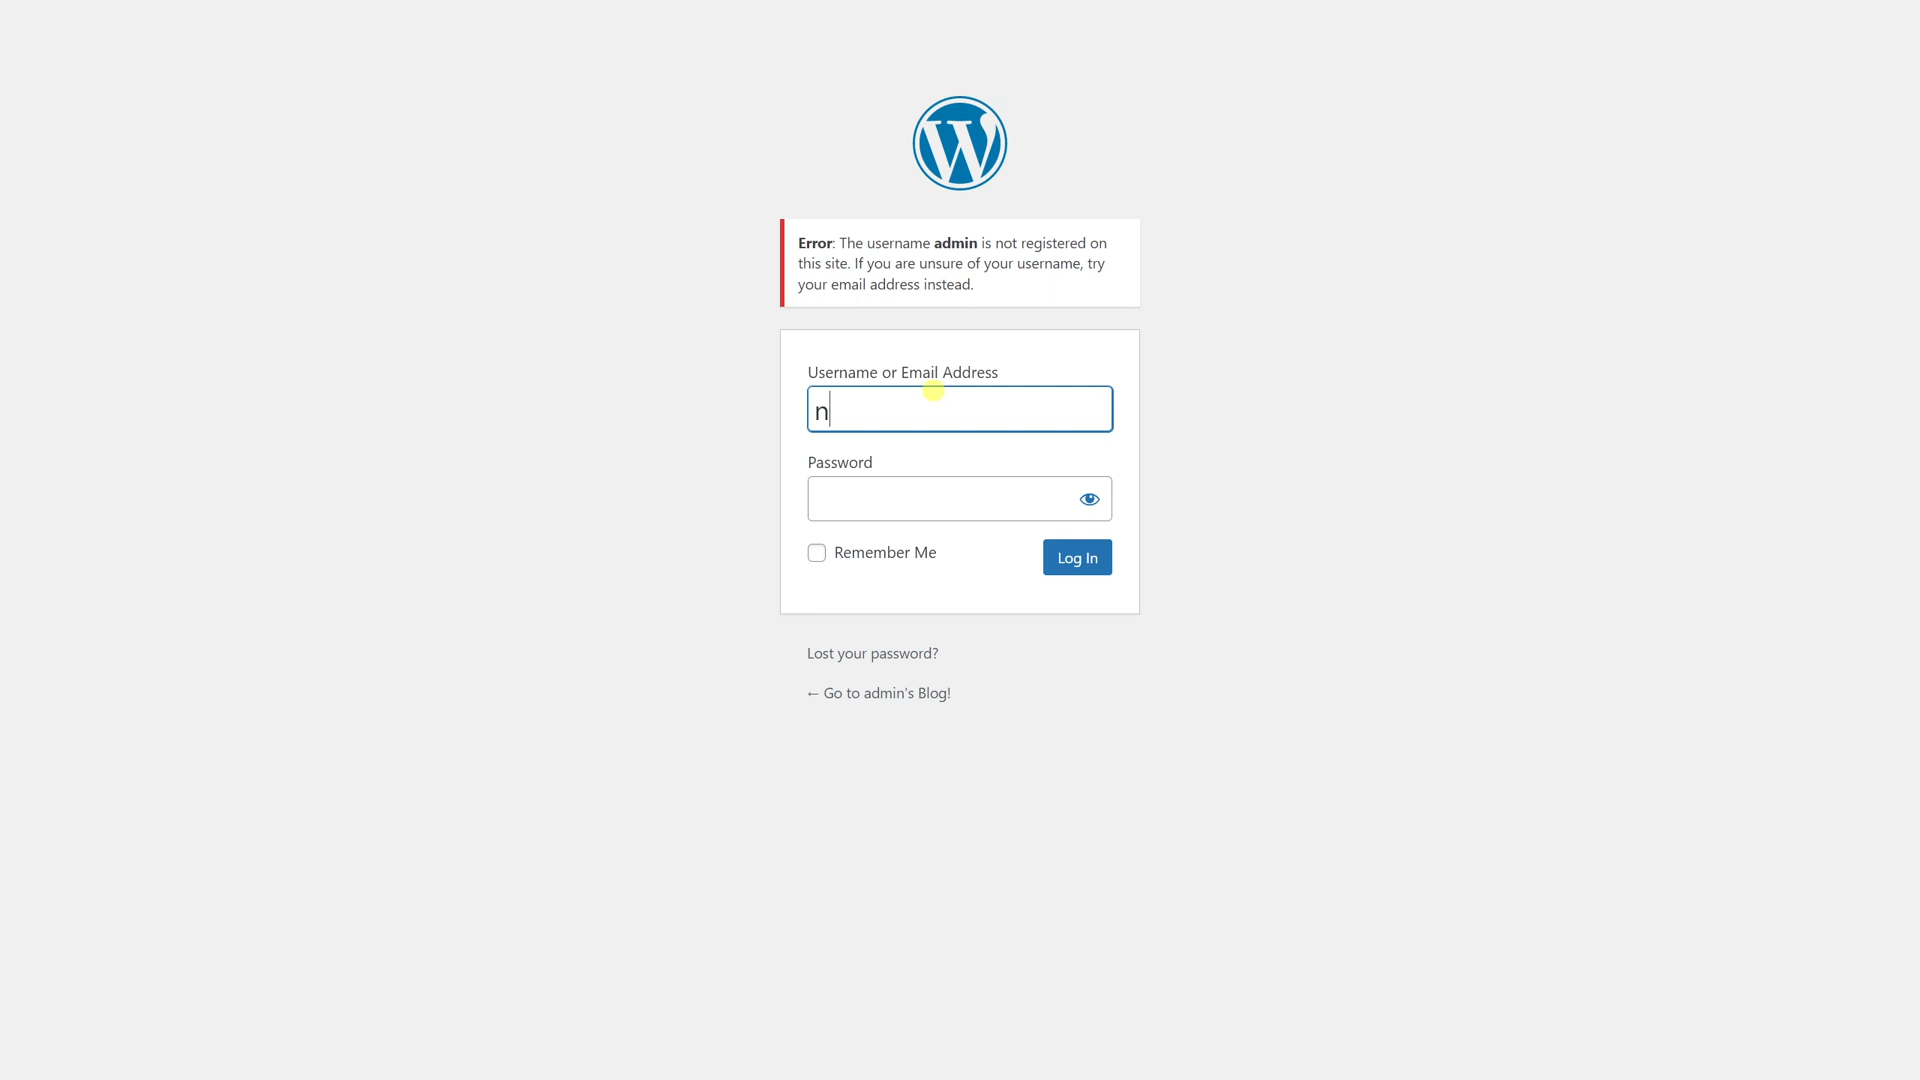 Error: The username admin is not registered on
this site. If you are unsure of your username, try
your email address instead.
Username or Email Address
n
Password
Remember Me
Log In
Lost your password?
← Go to admin's Blog!